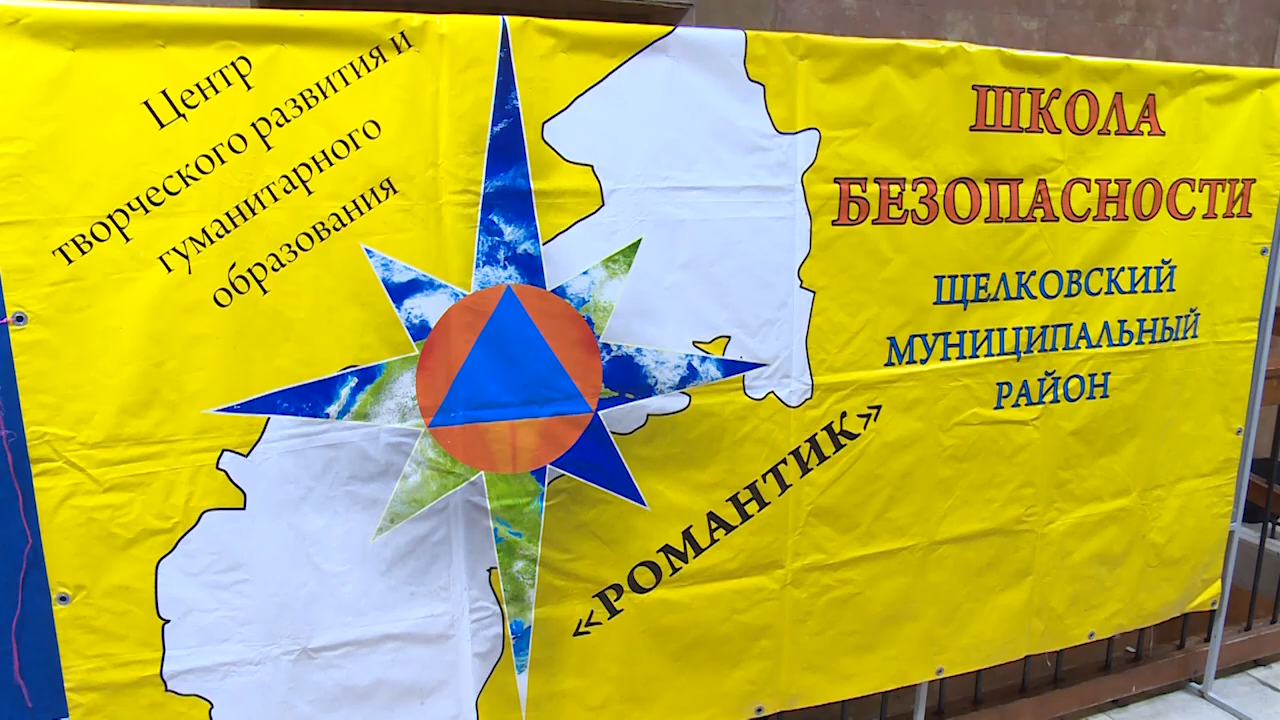 Центр
творческого развития и
гуманитарного
образования
«РОМАНТИК»
ШКОЛА
БЕЗОПАСНОСТИ
ЩЕЛКОВСКИЙ
МУНИЦИПАЛЬНЫЙ
РАЙОН